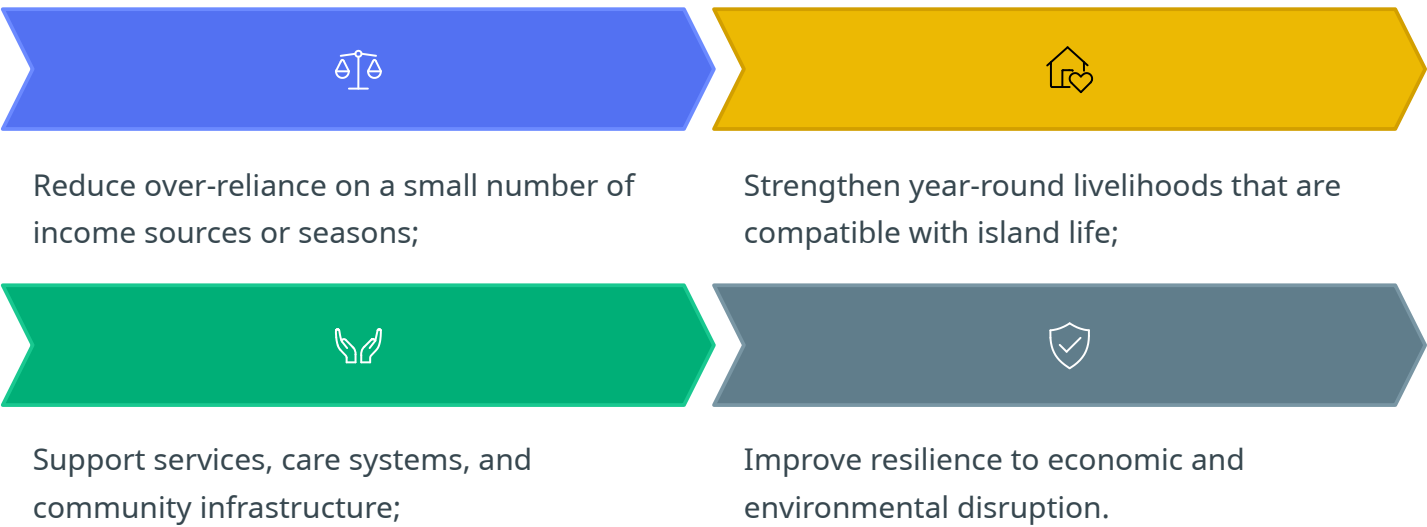 Reduce over-reliance on a small number of
income sources or seasons;
Strengthen year-round livelihoods that are
compatible with island life;
Support services, care systems, and
community infrastructure;
Improve resilience to economic and
environmental disruption.